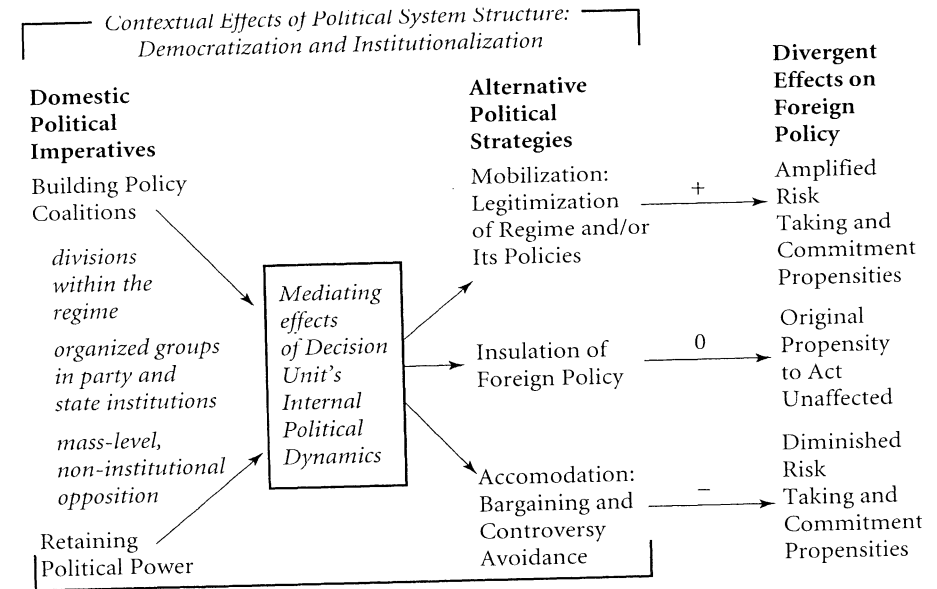 Contextual Effects of Political System Structure:
Democratization and Institutionalization
Domestic
Political
Imperatives
Building Policy
Coalitions
divisions
within the
regime
organized groups
in party and
state institutions
mass-level,
non-institutional
opposition
Retaining
Political Power
Mediating
effects
of Decision
Unit's
Internal
Political
Dynamics
Alternative
Political
Strategies
Mobilization:
Legitimization
of Regime and/or
Its Policies
Insulation of
Foreign Policy
Accomodation:
Bargaining and
Controversy
Avoidance
+
0
−
Divergent
Effects on
Foreign
Policy
Amplified
Risk
Taking and
Commitment
Propensities
Original
Propensity
to Act
Unaffected
Diminished
Risk
Taking and
Commitment
Propensities